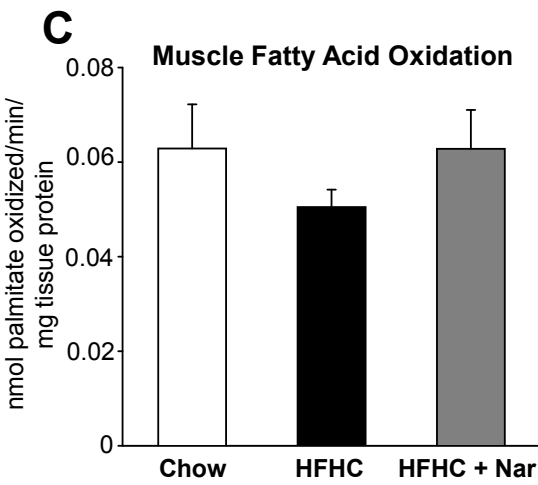 C
Muscle Fatty Acid Oxidation
nmol palmitate oxidized/min/
mg tissue protein
0.08
0.06
0.04
0.02
0
Chow HFHC HFHC + Nar